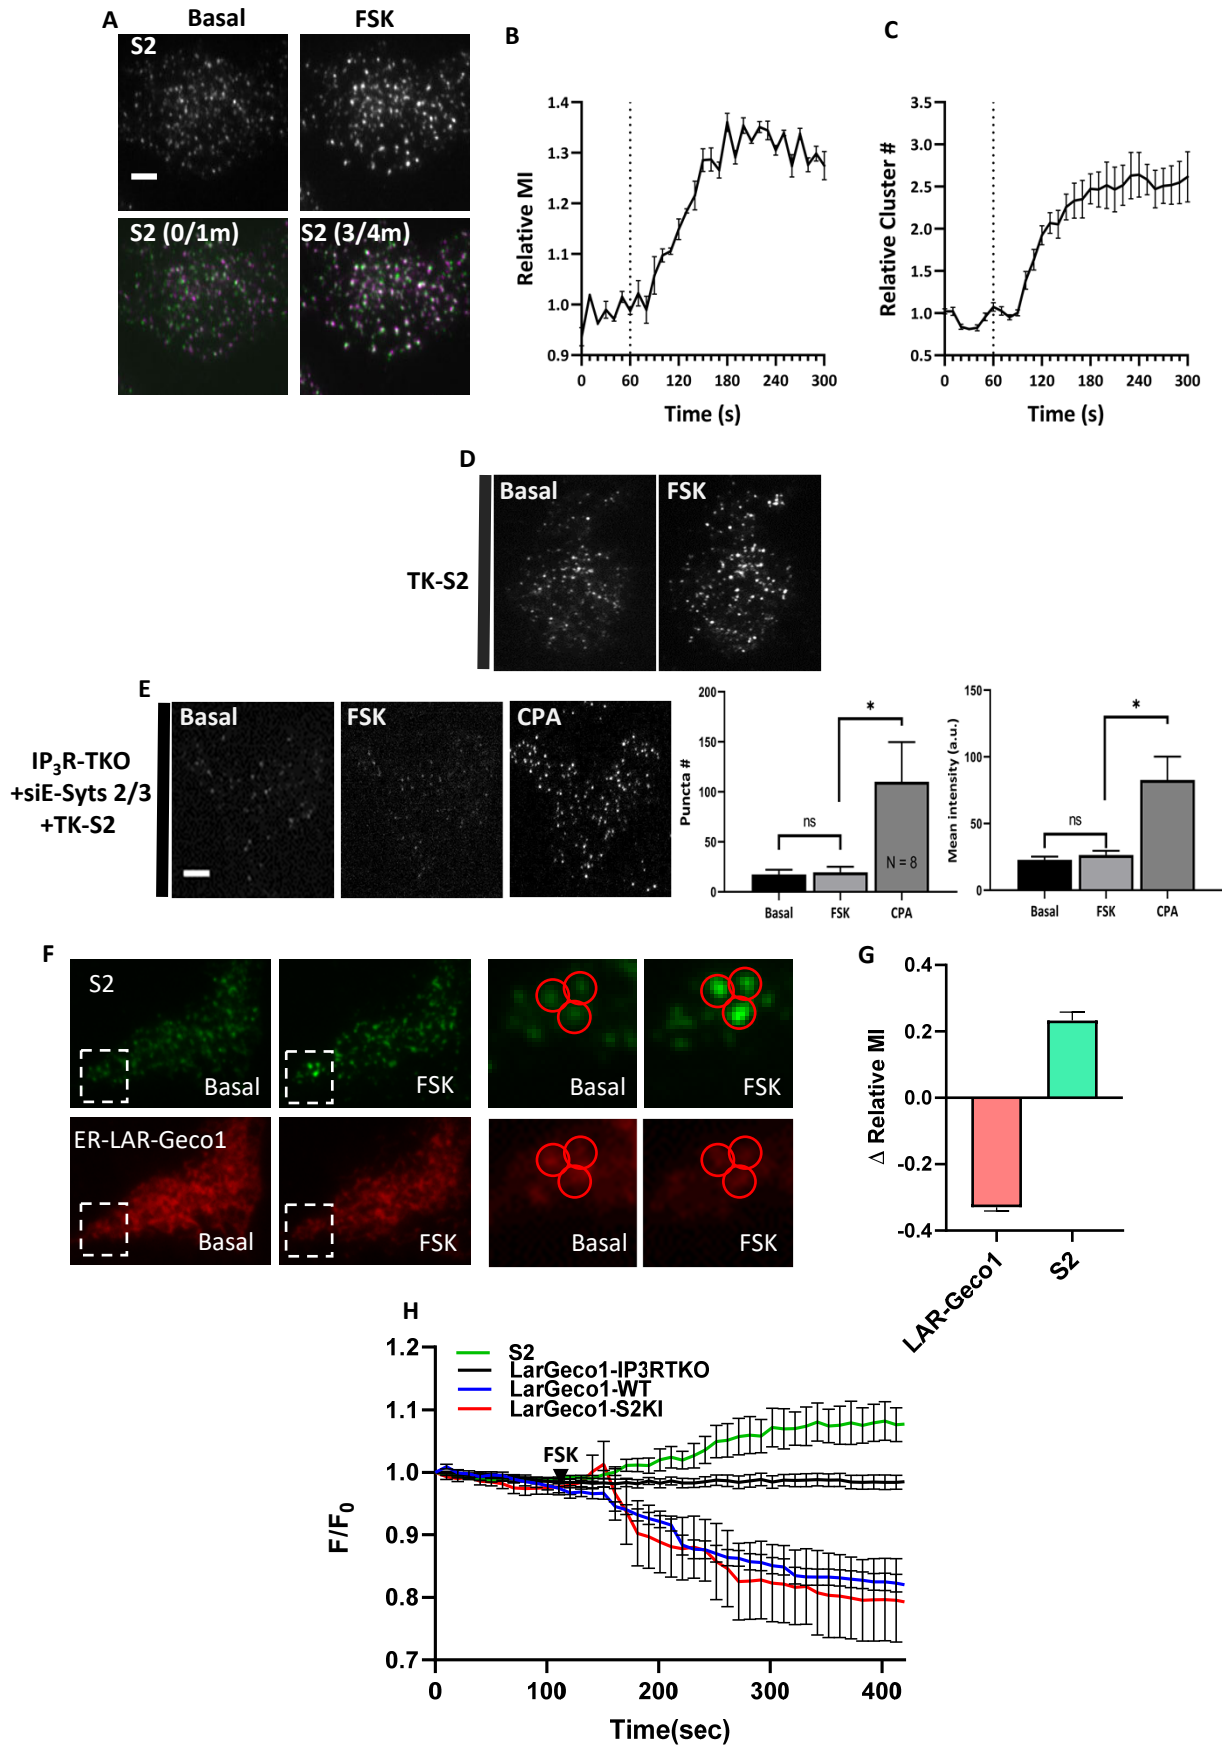 A
Basal
FSK
S2
S2 (0/1m)
S2 (3/4m)
B
Relative MI
1.4
1.3
1.2
1.1
1.0
0.9
0 60 120 180 240 300
Time (s)
C
Relative Cluster #
3.5
3.0
2.5
2.0
1.5
1.0
0.5
0 60 120 180 240 300
Time (s)
D
TK-S2
Basal
FSK
E
IP3R-TKO
+siE-Syts 2/3
+TK-S2
Basal
FSK
CPA
Puncta #
200
150
100
50
0
ns
*
N = 8
Basal FSK CPA
Mean intensity (a.u.)
150
100
50
0
ns
*
Basal FSK CPA
F
S2
Basal
FSK
Basal
FSK
ER-LAR-Geco1
Basal
FSK
Basal
FSK
G
Δ Relative MI
0.4
0.2
0.0
-0.2
-0.4
LAR-Geco1
S2
H
F/F0
1.2
1.1
1.0
0.9
0.8
0.7
S2
LarGeco1-IP3RTKO
LarGeco1-WT
LarGeco1-S2KI
FSK
0 100 200 300 400
Time(sec)